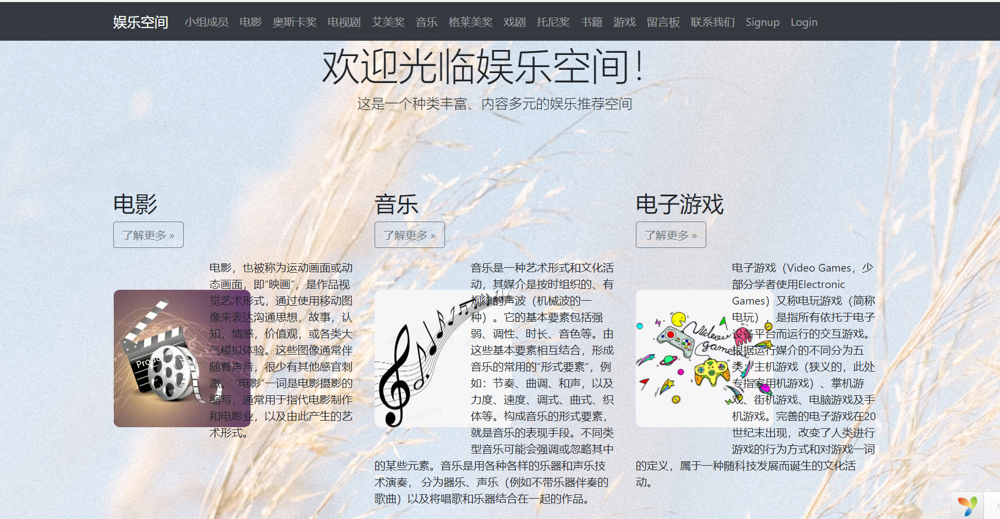 娱乐空间 小组成员 电影 奥斯卡奖 电视剧 艾美奖 音乐 格莱美奖 戏剧 托尼奖 书籍 游戏 留言板 联系我们 Signup Login
欢迎光临娱乐空间！
这是一个种类丰富、内容多元的娱乐推荐空间
电影
了解更多 »
电影，也被称为运动画面或动
态画面，即“映画”，是作品视
觉艺术形式，通过使用移动图
像来表达沟通思想，故事，认
知，情感，价值观，或各类大
气模拟体验。这些图像通常伴
随着声音，很少有其他感官刺
激。 “电影”一词是电影摄影的
缩写，通常用于指代电影制作
和电影业，以及由此产生的艺
术形式。
音乐
了解更多 »
音乐是一种艺术形式和文化活
动，其媒介是按时组织的、有
规律的声波（机械波的一
种）。它的基本要素包括强
弱、调性、时长、音色等。由
这些基本要素相互结合，形成
音乐的常用的“形式要素”，例
如：节奏、曲调、和声，以及
力度、速度、调式、曲式、织
体等。构成音乐的形式要素，
就是音乐的表现手段。不同类
型音乐可能会强调或忽略其中
的某些元素。音乐是用各种各样的乐器和声乐技
术演奏， 分为器乐、声乐（例如不带乐器伴奏的
歌曲）以及将唱歌和乐器结合在一起的作品。
电子游戏
了解更多 »
Video
game
电子游戏（Video Games，少
部分学者使用Electronic
Games）又称电玩游戏（简称
电玩），是指所有依托于电子
设备平台而运行的交互游戏。
根据运行媒介的不同分为五
类：主机游戏（狭义的，此处
专指家用机游戏）、掌机游
戏、街机游戏、电脑游戏及手
机游戏。完善的电子游戏在20
世纪末出现，改变了人类进行
游戏的行为方式和对游戏一词
的定义，属于一种随科技发展而诞生的文化活
动。